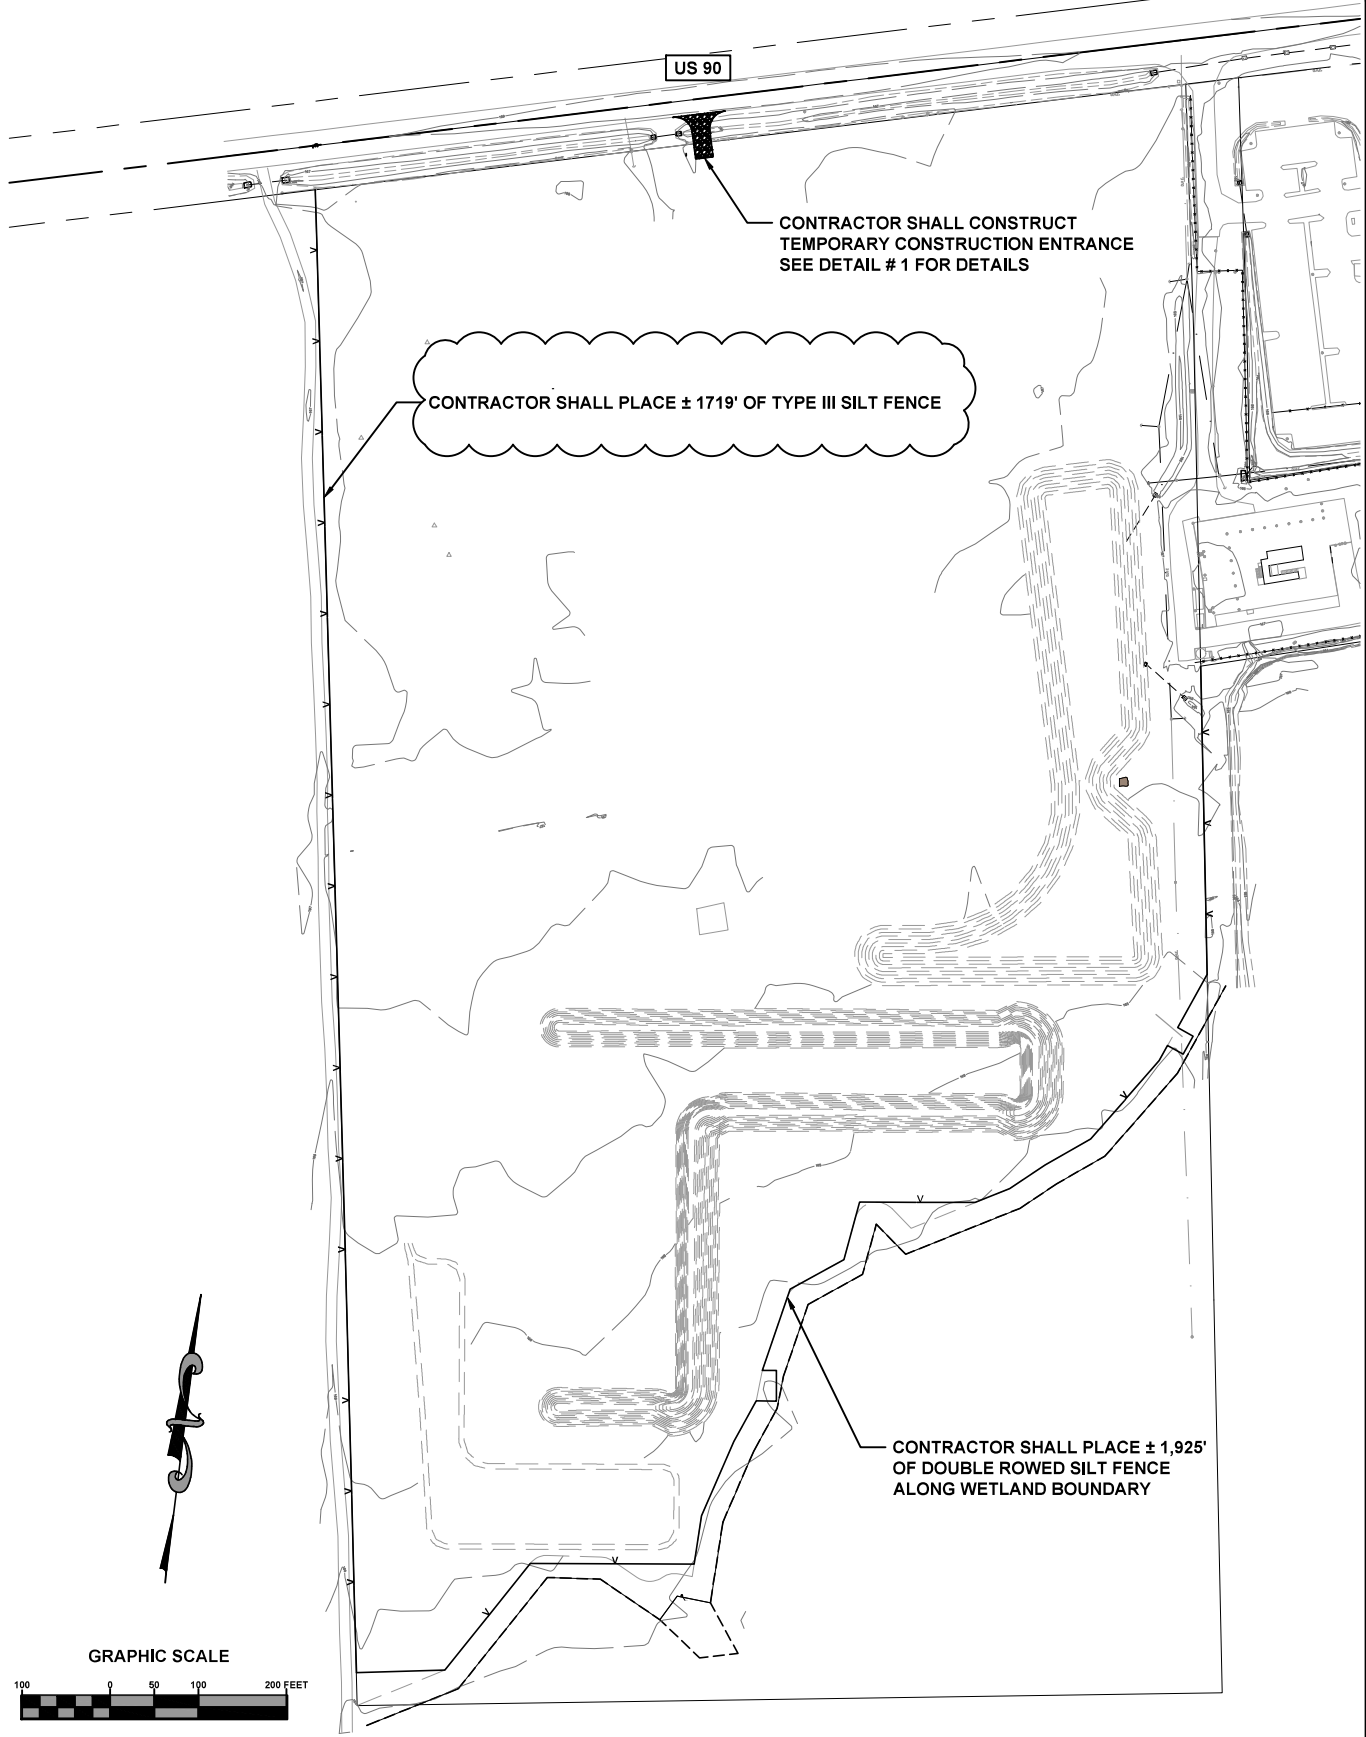 US 90
CONTRACTOR SHALL CONSTRUCT
TEMPORARY CONSTRUCTION ENTRANCE
SEE DETAIL # 1 FOR DETAILS
CONTRACTOR SHALL PLACE ± 1719' OF TYPE III SILT FENCE
CONTRACTOR SHALL PLACE ± 1,925'
OF DOUBLE ROWED SILT FENCE
ALONG WETLAND BOUNDARY
GRAPHIC SCALE
100 0 50 100 200 FEET